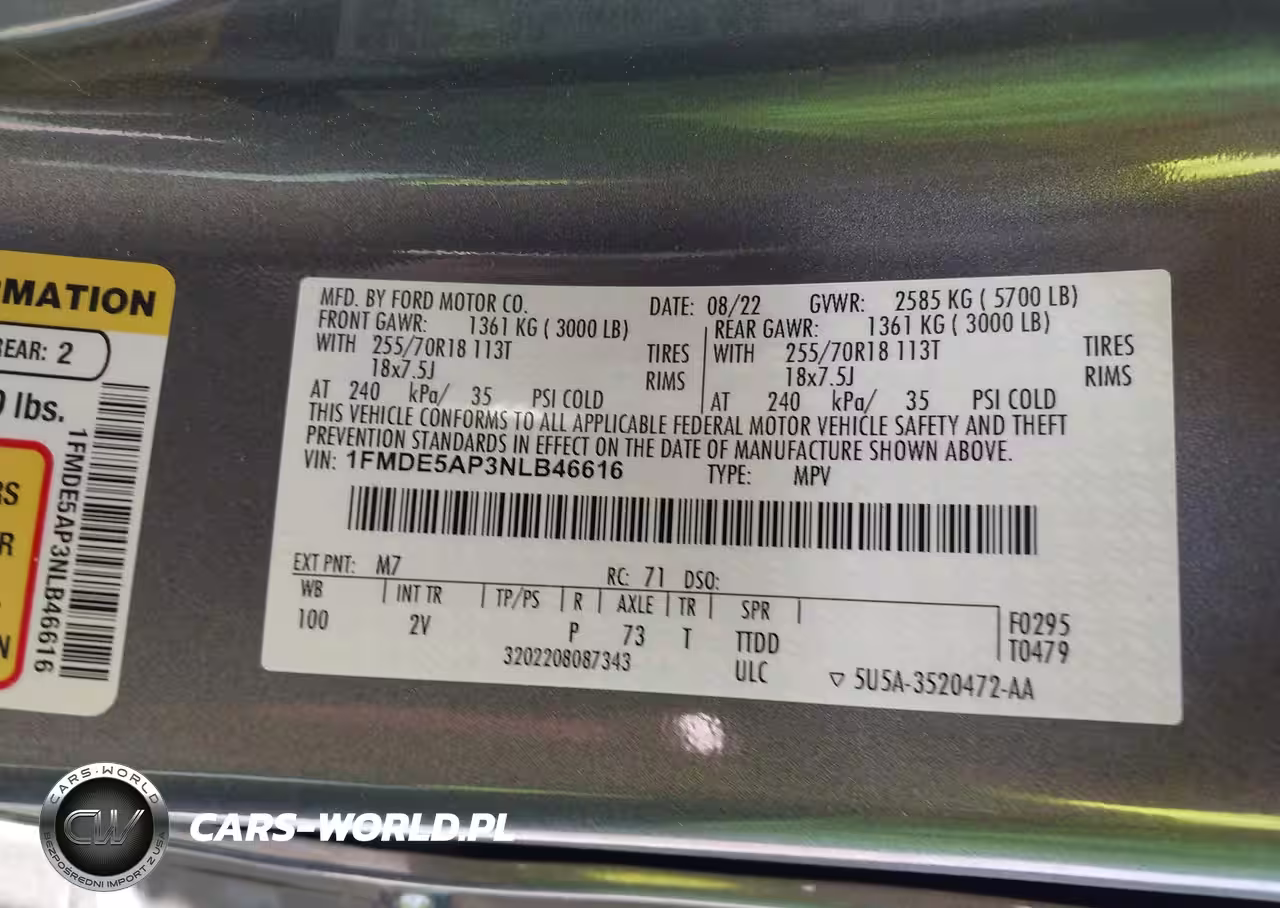 MATION
EAR: 2
lbs.
1FMDE5AP3NLB46616
RS
R
N
MFD. BY FORD MOTOR CO. DATE: 08/22 GVWR: 2585 KG ( 5700 LB)
FRONT GAWR: 1361 KG ( 3000 LB) REAR GAWR: 1361 KG ( 3000 LB)
WITH 255/70R18 113T TIRES WITH 255/70R18 113T TIRES
18x7.5J RIMS 18x7.5J RIMS
AT 240 kPa/ 35 PSI COLD AT 240 kPa/ 35 PSI COLD
THIS VEHICLE CONFORMS TO ALL APPLICABLE FEDERAL MOTOR VEHICLE SAFETY AND THEFT
PREVENTION STANDARDS IN EFFECT ON THE DATE OF MANUFACTURE SHOWN ABOVE.
VIN: 1FMDE5AP3NLB46616 TYPE: MPV
EXT PNT: M7 RC: 71 DSO:
WB INT TR TP/PS R AXLE TR SPR
100 2V P 73 T TTDD
F0295
T0479
3202208087343 ULC ▽ 5U5A-3520472-AA
CARS-WORLD
CW
BEZPOŚREDNI IMPORT Z USA
CARS-WORLD.PL